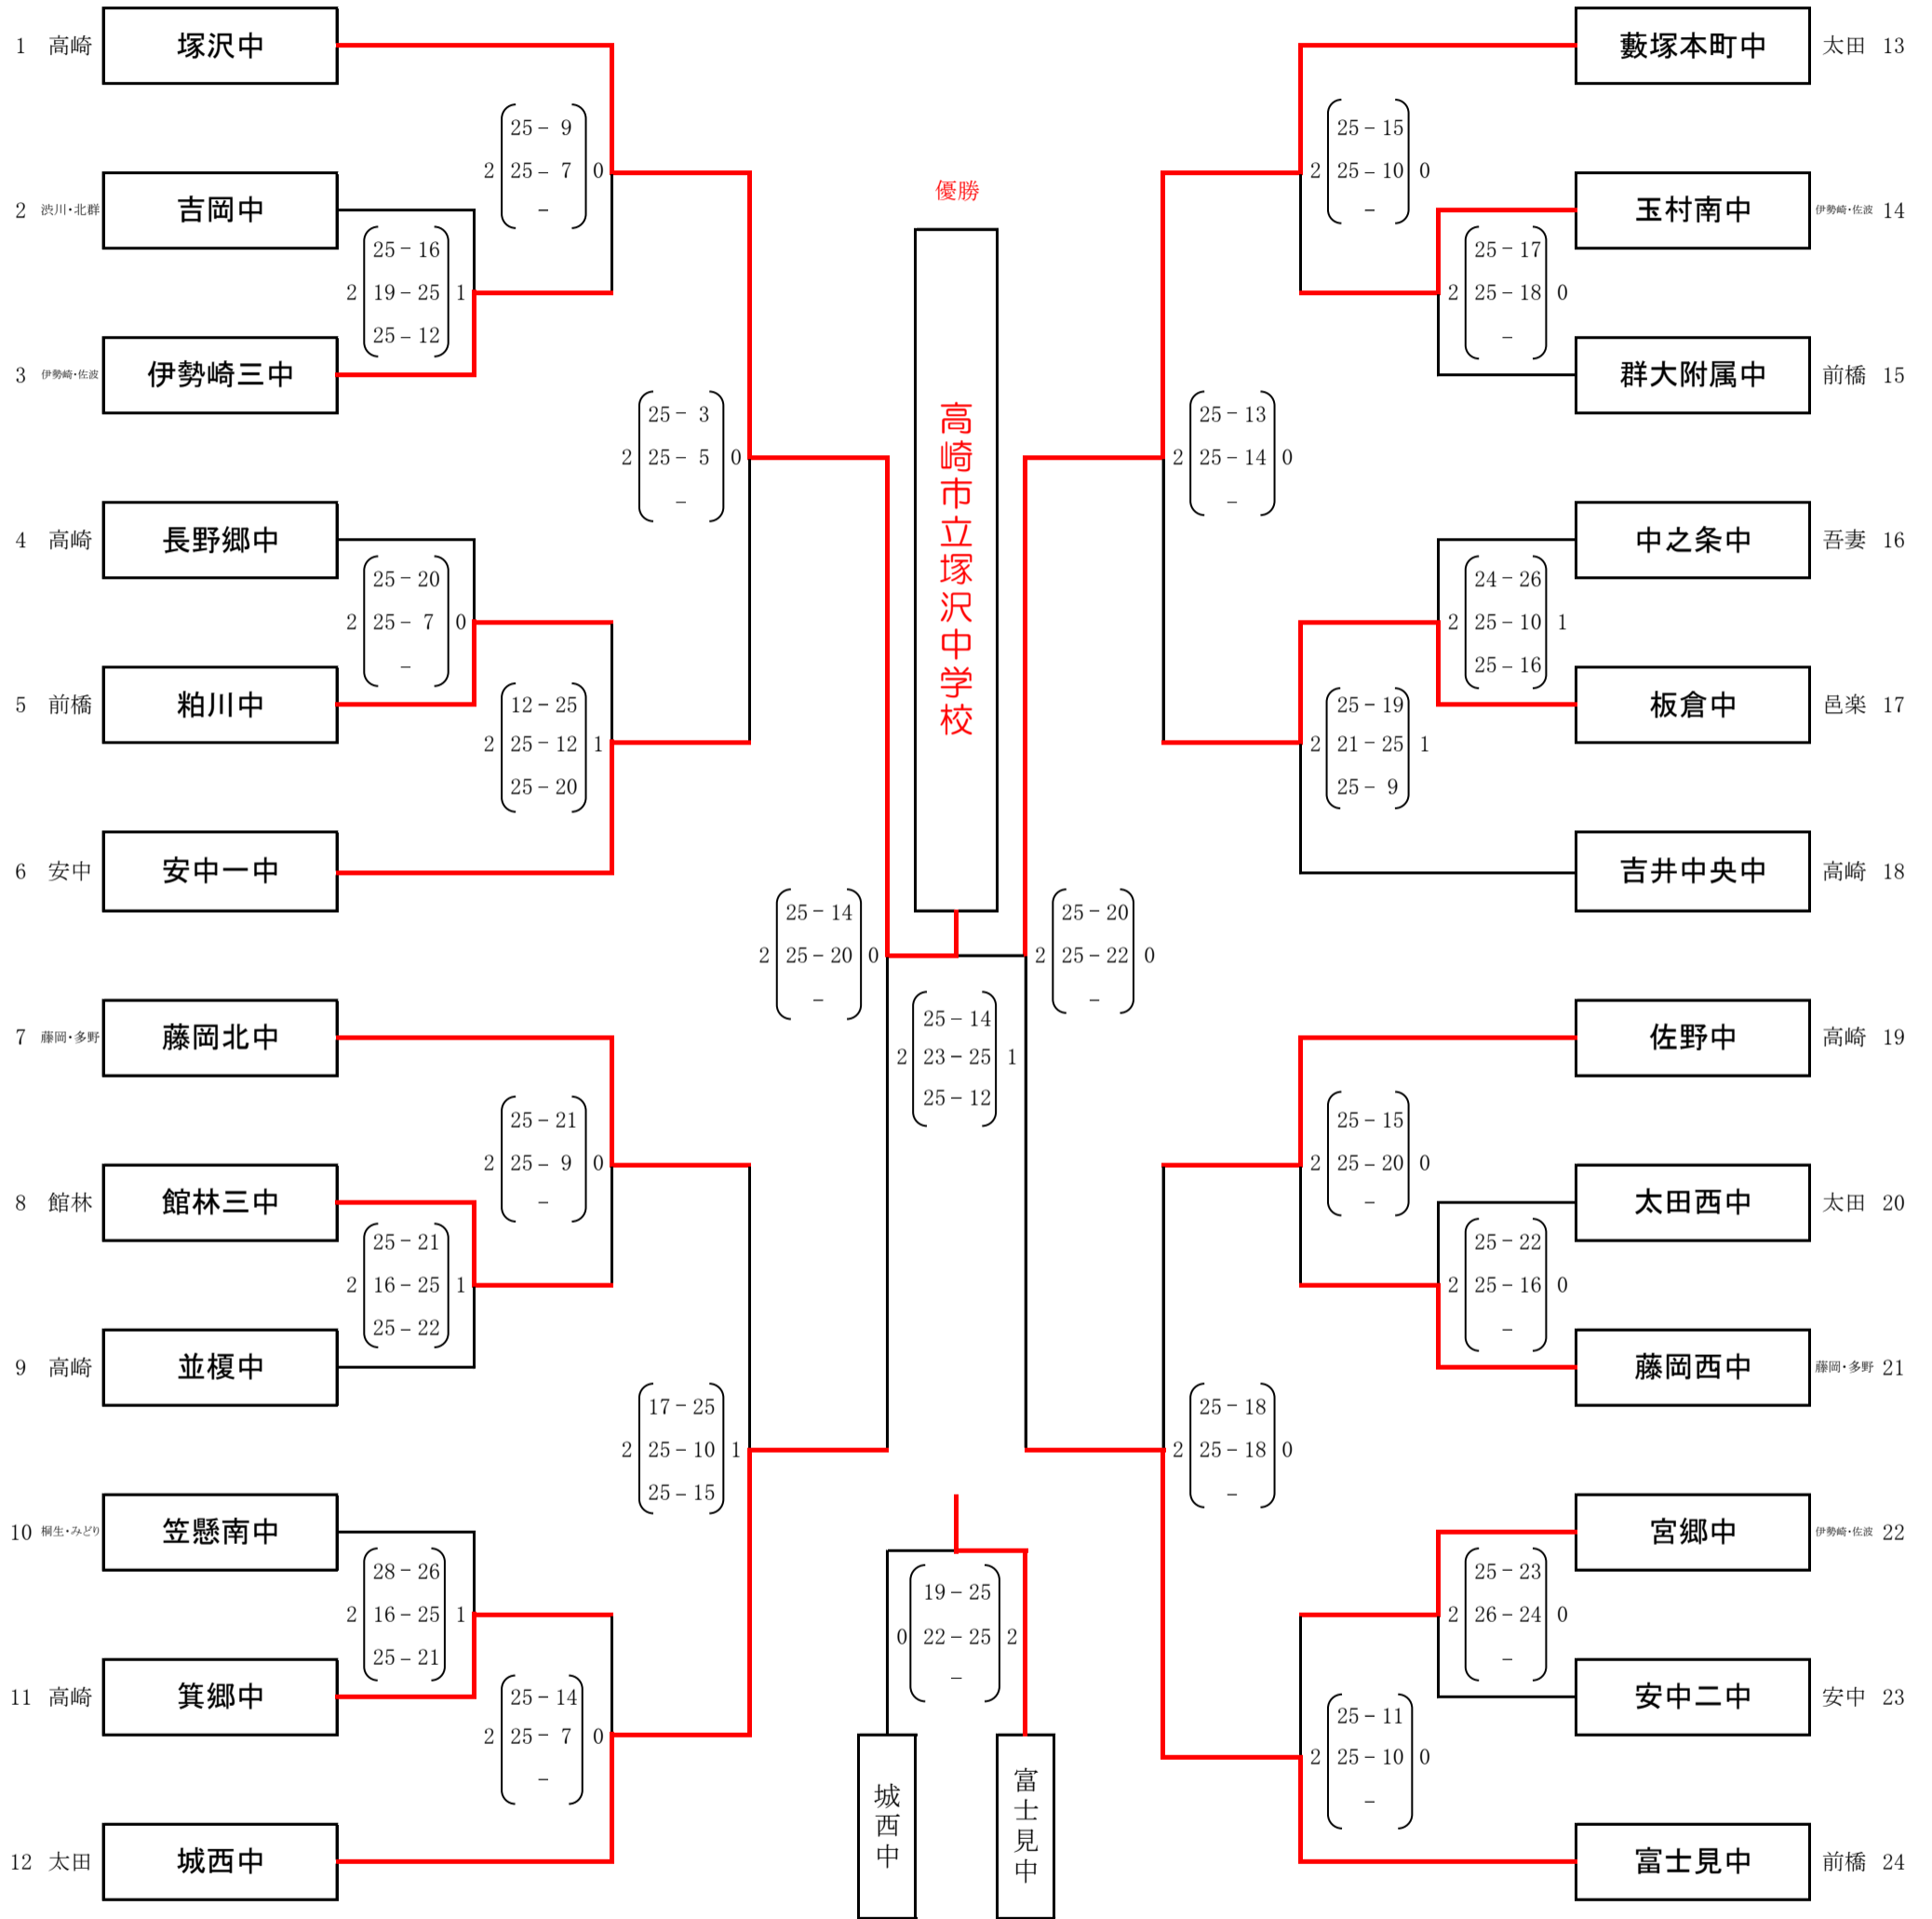 1 高崎 塚沢中
25 − 9
2 25 − 7 0
−
2 渋川・北群 吉岡中
25 − 16
2 19 − 25 1
25 − 12
3 伊勢崎・佐波 伊勢崎三中
25 − 3
2 25 − 5 0
−
4 高崎 長野郷中
25 − 20
2 25 − 7 0
−
5 前橋 粕川中
12 − 25
2 25 − 12 1
25 − 20
6 安中 安中一中
25 − 14
2 25 − 20 0
−
7 藤岡・多野 藤岡北中
25 − 21
2 25 − 9 0
−
8 館林 館林三中
25 − 21
2 16 − 25 1
25 − 22
9 高崎 並榎中
17 − 25
2 25 − 10 1
25 − 15
10 桐生・みどり 笠懸南中
28 − 26
2 16 − 25 1
25 − 21
11 高崎 箕郷中
25 − 14
2 25 − 7 0
−
12 太田 城西中
優勝
高崎市立塚沢中学校
25 − 14
2 23 − 25 1
25 − 12
19 − 25
0 22 − 25 2
−
城西中
富士見中
藪塚本町中 太田 13
25 − 15
2 25 − 10 0
−
玉村南中 伊勢崎・佐波 14
25 − 17
2 25 − 18 0
−
群大附属中 前橋 15
25 − 13
2 25 − 14 0
−
中之条中 吾妻 16
24 − 26
2 25 − 10 1
25 − 16
板倉中 邑楽 17
25 − 19
2 21 − 25 1
25 − 9
吉井中央中 高崎 18
25 − 20
2 25 − 22 0
−
佐野中 高崎 19
25 − 15
2 25 − 20 0
−
太田西中 太田 20
25 − 22
2 25 − 16 0
−
藤岡西中 藤岡・多野 21
25 − 18
2 25 − 18 0
−
宮郷中 伊勢崎・佐波 22
25 − 23
2 26 − 24 0
−
安中二中 安中 23
25 − 11
2 25 − 10 0
−
富士見中 前橋 24